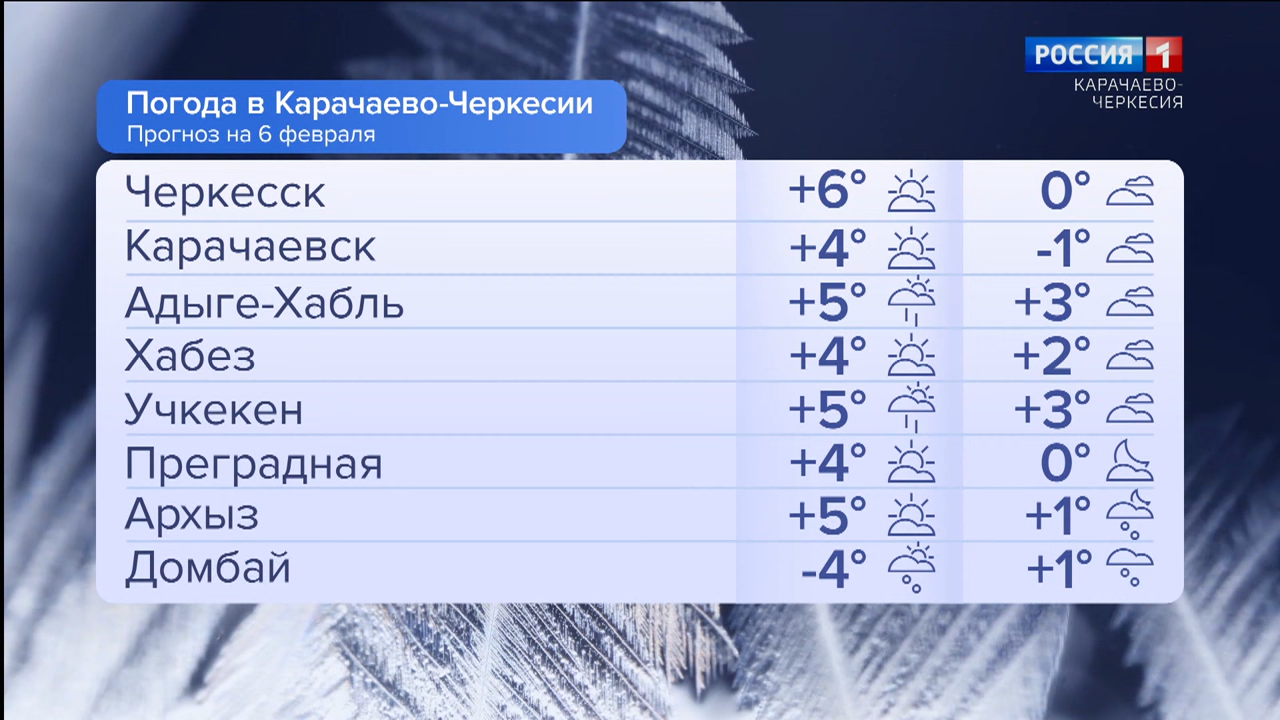 РОССИЯ 1
КАРАЧАЕВО-
ЧЕРКЕСИЯ
Погода в Карачаево-Черкесии
Прогноз на 6 февраля
Черкесск +6° 0°
Карачаевск +4° -1°
Адыге-Хабль +5° +3°
Хабез +4° +2°
Учкекен +5° +3°
Преградная +4° 0°
Архыз +5° +1°
Домбай -4° +1°